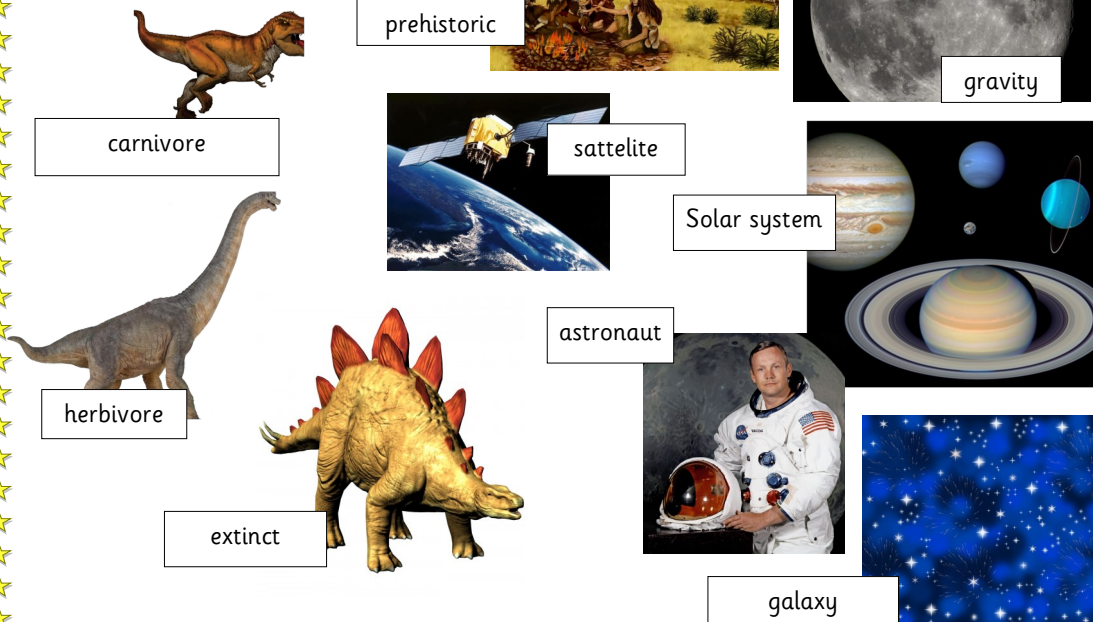 prehistoric
gravity
carnivore
sattelite
Solar system
astronaut
herbivore
extinct
galaxy